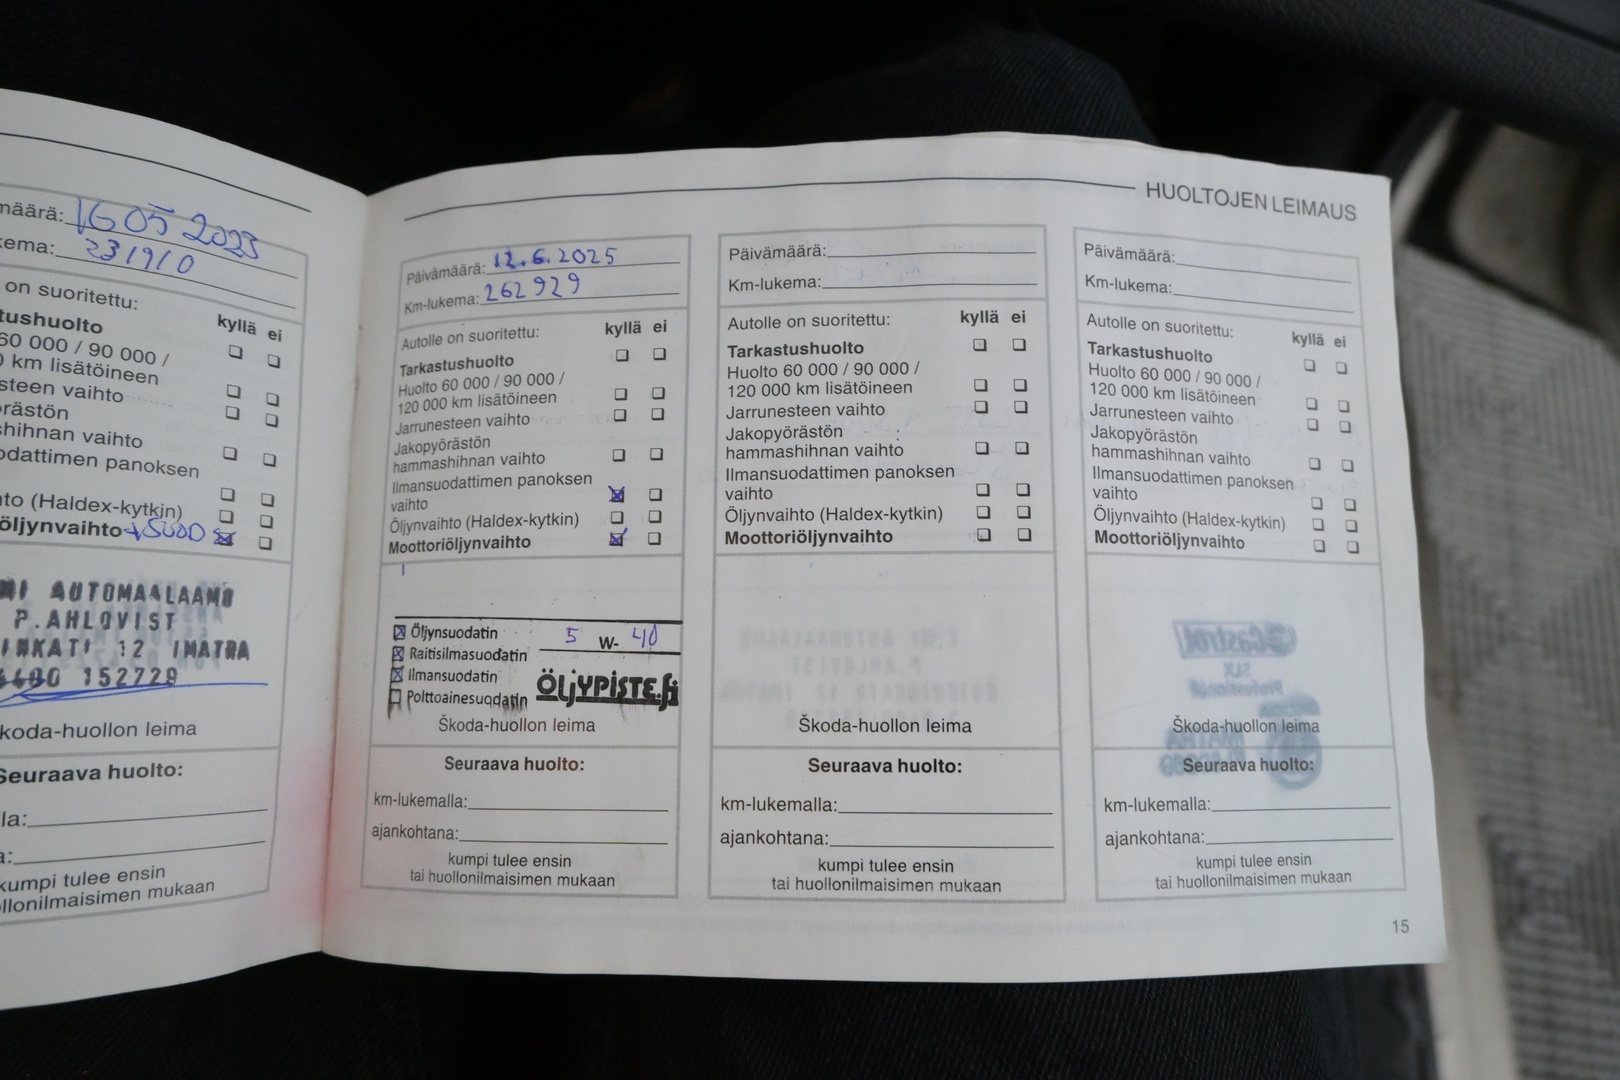 HUOLTOJEN LEIMAUS
määrä: 16 05 2023
kema: 231910
on suoritettu:
kyllä ei
tushuolto
60 000 / 90 000 /
km lisätöineen
steen vaihto
rästön
shihnan vaihto
odattimen panoksen
to (Haldex-kytkin)
öljynvaihto + SUOD
AUTOMAALAAMO
P. AHLQVIST
12 IMATRA
152729
koda-huollon leima
Seuraava huolto:
la:
a:
kumpi tulee ensin
llonilmaisimen mukaan
Päivämäärä: 12.6.2025
Km-lukema: 262 929
Autolle on suoritettu: kyllä ei
Tarkastushuolto
Huolto 60 000 / 90 000 /
120 000 km lisätöineen
Jarrunesteen vaihto
Jakopyörästön
hammashihnan vaihto
Ilmansuodattimen panoksen
vaihto
Öljynvaihto (Haldex-kytkin)
Moottoriöljynvaihto
Öljynsuodatin 5 W- 40
Raitisilmasuodatin
Ilmansuodatin
ÖLJYPISTE.fi
Polttoainesuodatin
Škoda-huollon leima
Seuraava huolto:
km-lukemalla:
ajankohtana:
kumpi tulee ensin
tai huollonilmaisimen mukaan
Päivämäärä:
Km-lukema:
Autolle on suoritettu: kyllä ei
Tarkastushuolto
Huolto 60 000 / 90 000 /
120 000 km lisätöineen
Jarrunesteen vaihto
Jakopyörästön
hammashihnan vaihto
Ilmansuodattimen panoksen
vaihto
Öljynvaihto (Haldex-kytkin)
Moottoriöljynvaihto
Škoda-huollon leima
Seuraava huolto:
km-lukemalla:
ajankohtana:
kumpi tulee ensin
tai huollonilmaisimen mukaan
Päivämäärä:
Km-lukema:
Autolle on suoritettu: kyllä ei
Tarkastushuolto
Huolto 60 000 / 90 000 /
120 000 km lisätöineen
Jarrunesteen vaihto
Jakopyörästön
hammashihnan vaihto
Ilmansuodattimen panoksen
vaihto
Öljynvaihto (Haldex-kytkin)
Moottoriöljynvaihto
Škoda-huollon leima
Seuraava huolto:
km-lukemalla:
ajankohtana:
kumpi tulee ensin
tai huollonilmaisimen mukaan
15